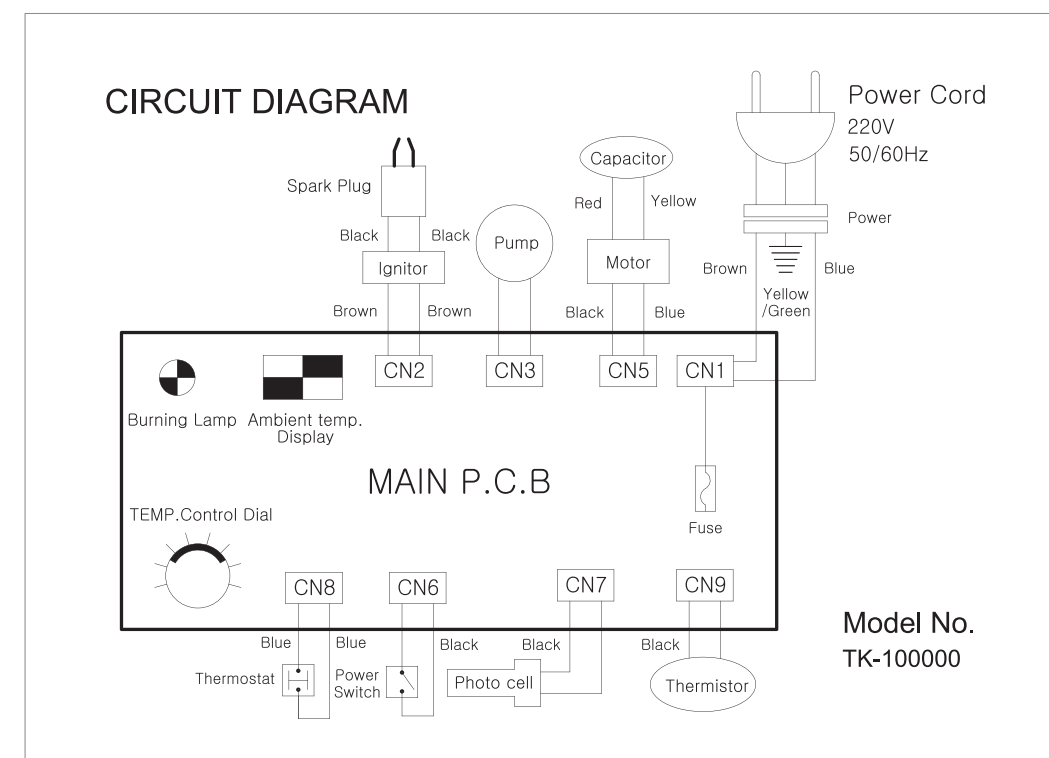 CIRCUIT DIAGRAM
Power Cord
220V
50/60Hz
Capacitor
Spark Plug
Red
Yellow
Power
Black
Black
Pump
Ignitor
Motor
Brown
Blue
Yellow
/Green
Brown
Brown
Black
Blue
CN2
CN3
CN5
CN1
Burning Lamp
Ambient temp.
Display
MAIN P.C.B
TEMP.Control Dial
Fuse
CN8
CN6
CN7
CN9
Blue
Blue
Black
Black
Black
Thermostat
Power
Switch
Photo cell
Thermistor
Model No.
TK-100000